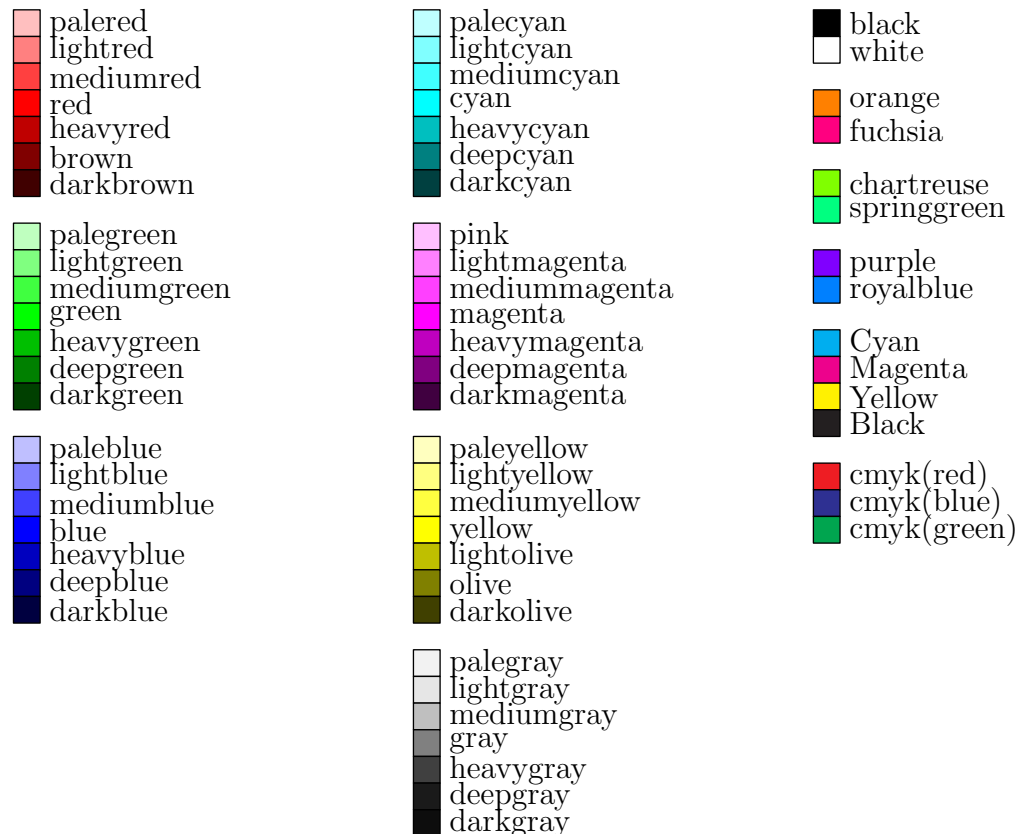 palered
lightred
mediumred
red
heavyred
brown
darkbrown
palegreen
lightgreen
mediumgreen
green
heavygreen
deepgreen
darkgreen
paleblue
lightblue
mediumblue
blue
heavyblue
deepblue
darkblue
palecyan
lightcyan
mediumcyan
cyan
heavycyan
deepcyan
darkcyan
pink
lightmagenta
mediummagenta
magenta
heavymagenta
deepmagenta
darkmagenta
paleyellow
lightyellow
mediumyellow
yellow
lightolive
olive
darkolive
palegray
lightgray
mediumgray
gray
heavygray
deepgray
darkgray
black
white
orange
fuchsia
chartreuse
springgreen
purple
royalblue
Cyan
Magenta
Yellow
Black
cmyk(red)
cmyk(blue)
cmyk(green)